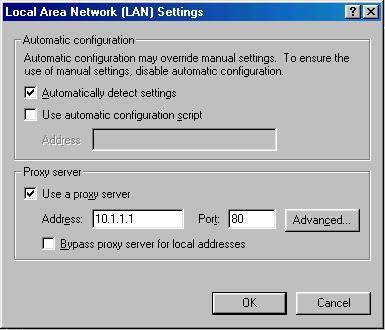 Local Area Network (LAN) Settings
Automatic configuration
Automatic configuration may override manual settings. To ensure the
use of manual settings, disable automatic configuration.
Automatically detect settings
Use automatic configuration script
Address
Proxy server
Use a proxy server
Address: 10.1.1.1 Port: 80 Advanced...
Bypass proxy server for local addresses
OK Cancel